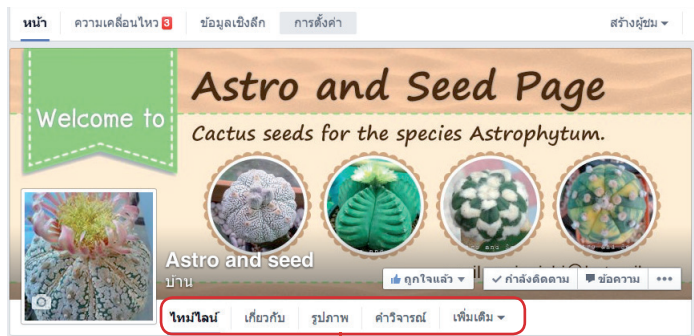 หน้า ความเคลื่อนไหว 3 ข้อมูลเชิงลึก การตั้งค่า สร้างผู้ชม
Welcome to
Astro and Seed Page
Cactus seeds for the species Astrophytum.
Astro and seed
บ้าน
ถูกใจแล้ว กำลังติดตาม ข้อความ •••
ไทม์ไลน์ เกี่ยวกับ รูปภาพ คำวิจารณ์ เพิ่มเติม